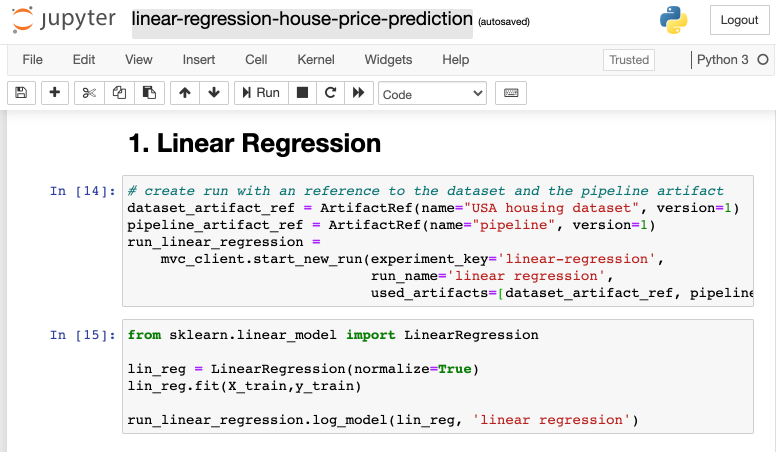 jupyter linear-regression-house-price-prediction (autosaved) Logout
File Edit View Insert Cell Kernel Widgets Help Trusted Python 3
Run Code
1. Linear Regression
In [14]: # create run with an reference to the dataset and the pipeline artifact
dataset_artifact_ref = ArtifactRef(name="USA housing dataset", version=1)
pipeline_artifact_ref = ArtifactRef(name="pipeline", version=1)
run_linear_regression =
mvc_client.start_new_run(experiment_key='linear-regression',
run_name='linear regression',
used_artifacts=[dataset_artifact_ref, pipeline
In [15]: from sklearn.linear_model import LinearRegression
lin_reg = LinearRegression(normalize=True)
lin_reg.fit(X_train,y_train)
run_linear_regression.log_model(lin_reg, 'linear regression')